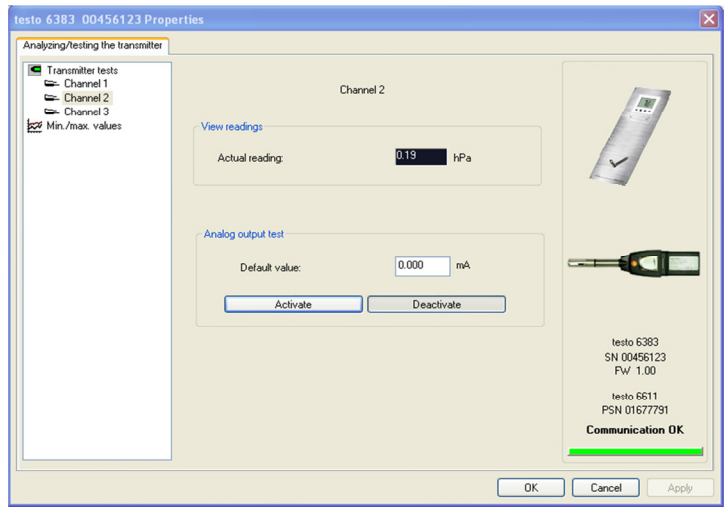 testo 6383 00456123 Properties
Analyzing/testing the transmitter
Transmitter tests
Channel 1
Channel 2
Channel 3
Min./max. values
Channel 2
View readings
Actual reading:
0.19 hPa
Analog output test
Default value:
0.000 mA
Activate Deactivate
testo 6383
SN 00456123
FW 1.00
testo 6611
PSN 01677791
Communication OK
OK Cancel Apply